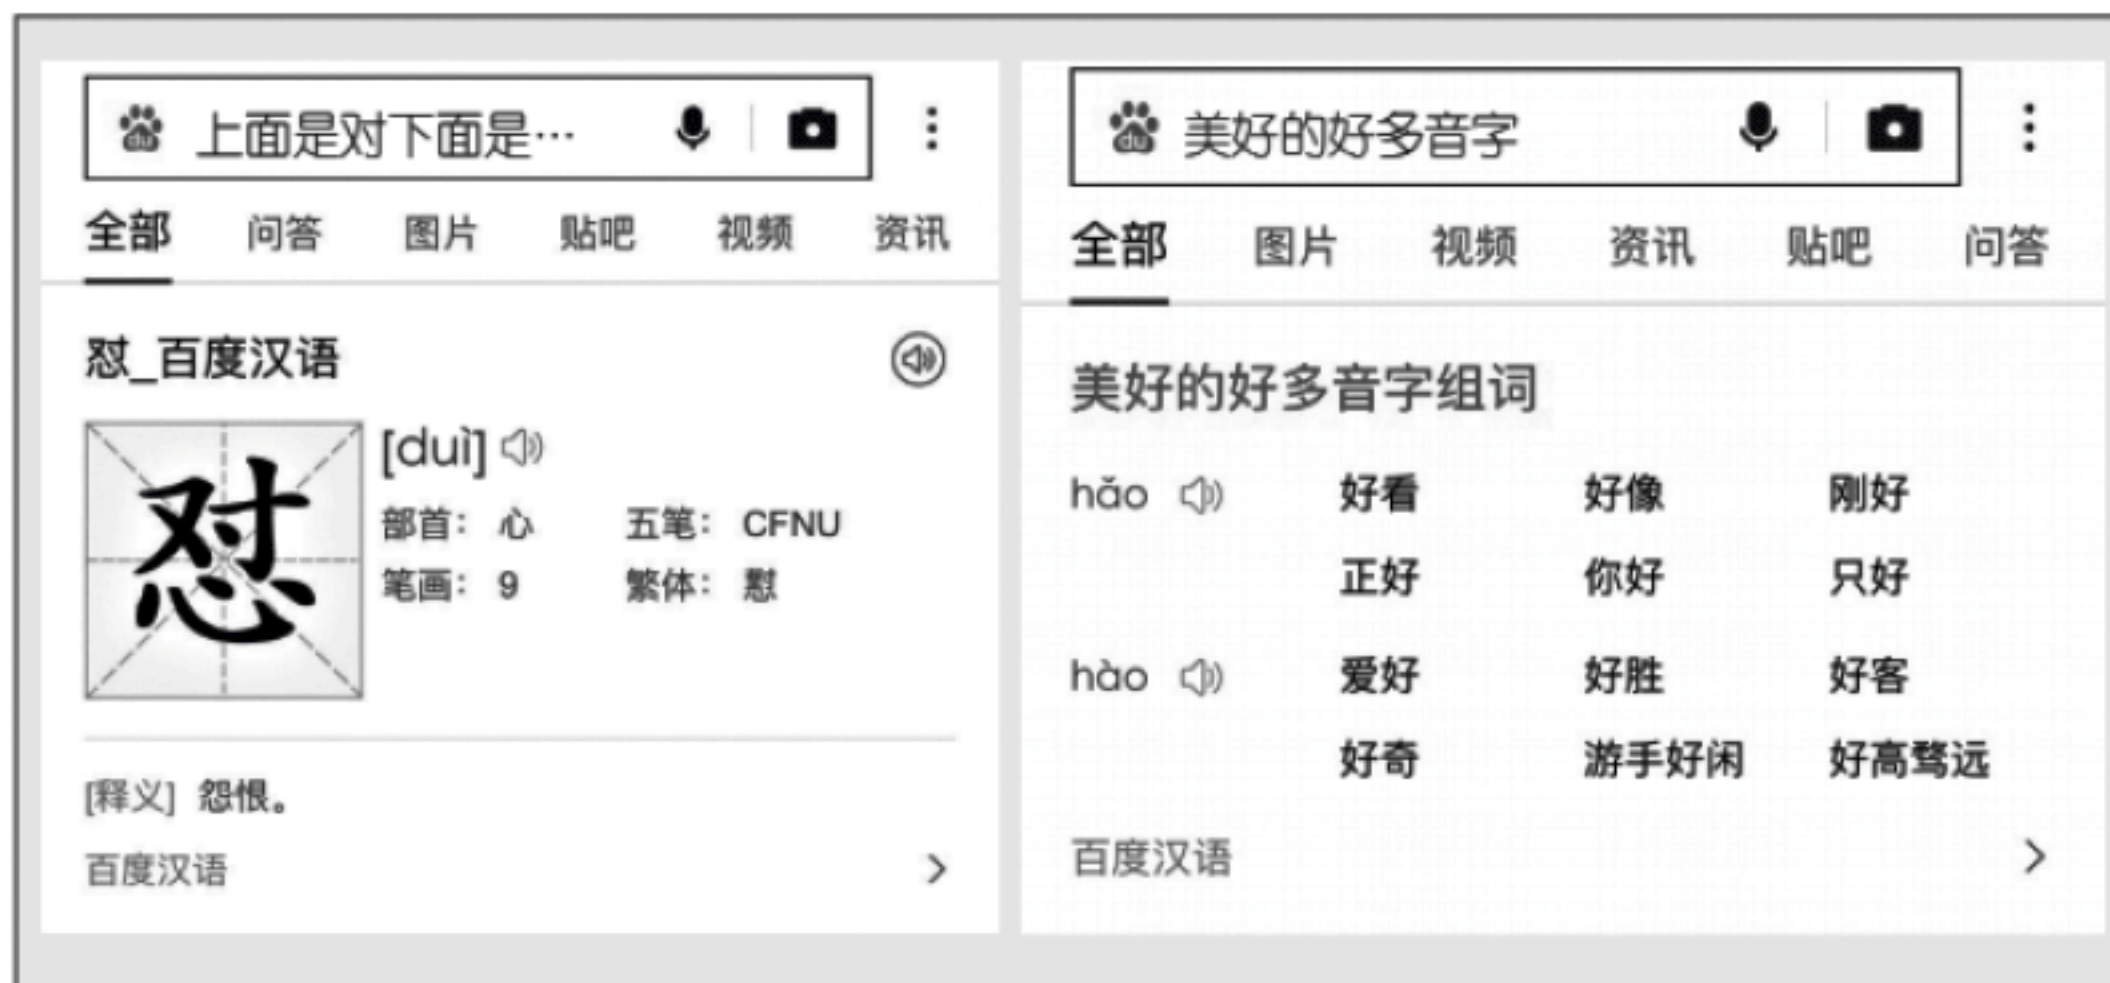 上面是对下面是…
全部 问答 图片 贴吧 视频 资讯
怼_百度汉语
怼
[duì]
部首： 心 五笔： CFNU
笔画： 9 繁体： 懟
[释义] 怨恨。
百度汉语
美好的好多音字
全部 图片 视频 资讯 贴吧 问答
美好的好多音字组词
hǎo 好看 好像 刚好
正好 你好 只好
hào 爱好 好胜 好客
好奇 游手好闲 好高骛远
百度汉语